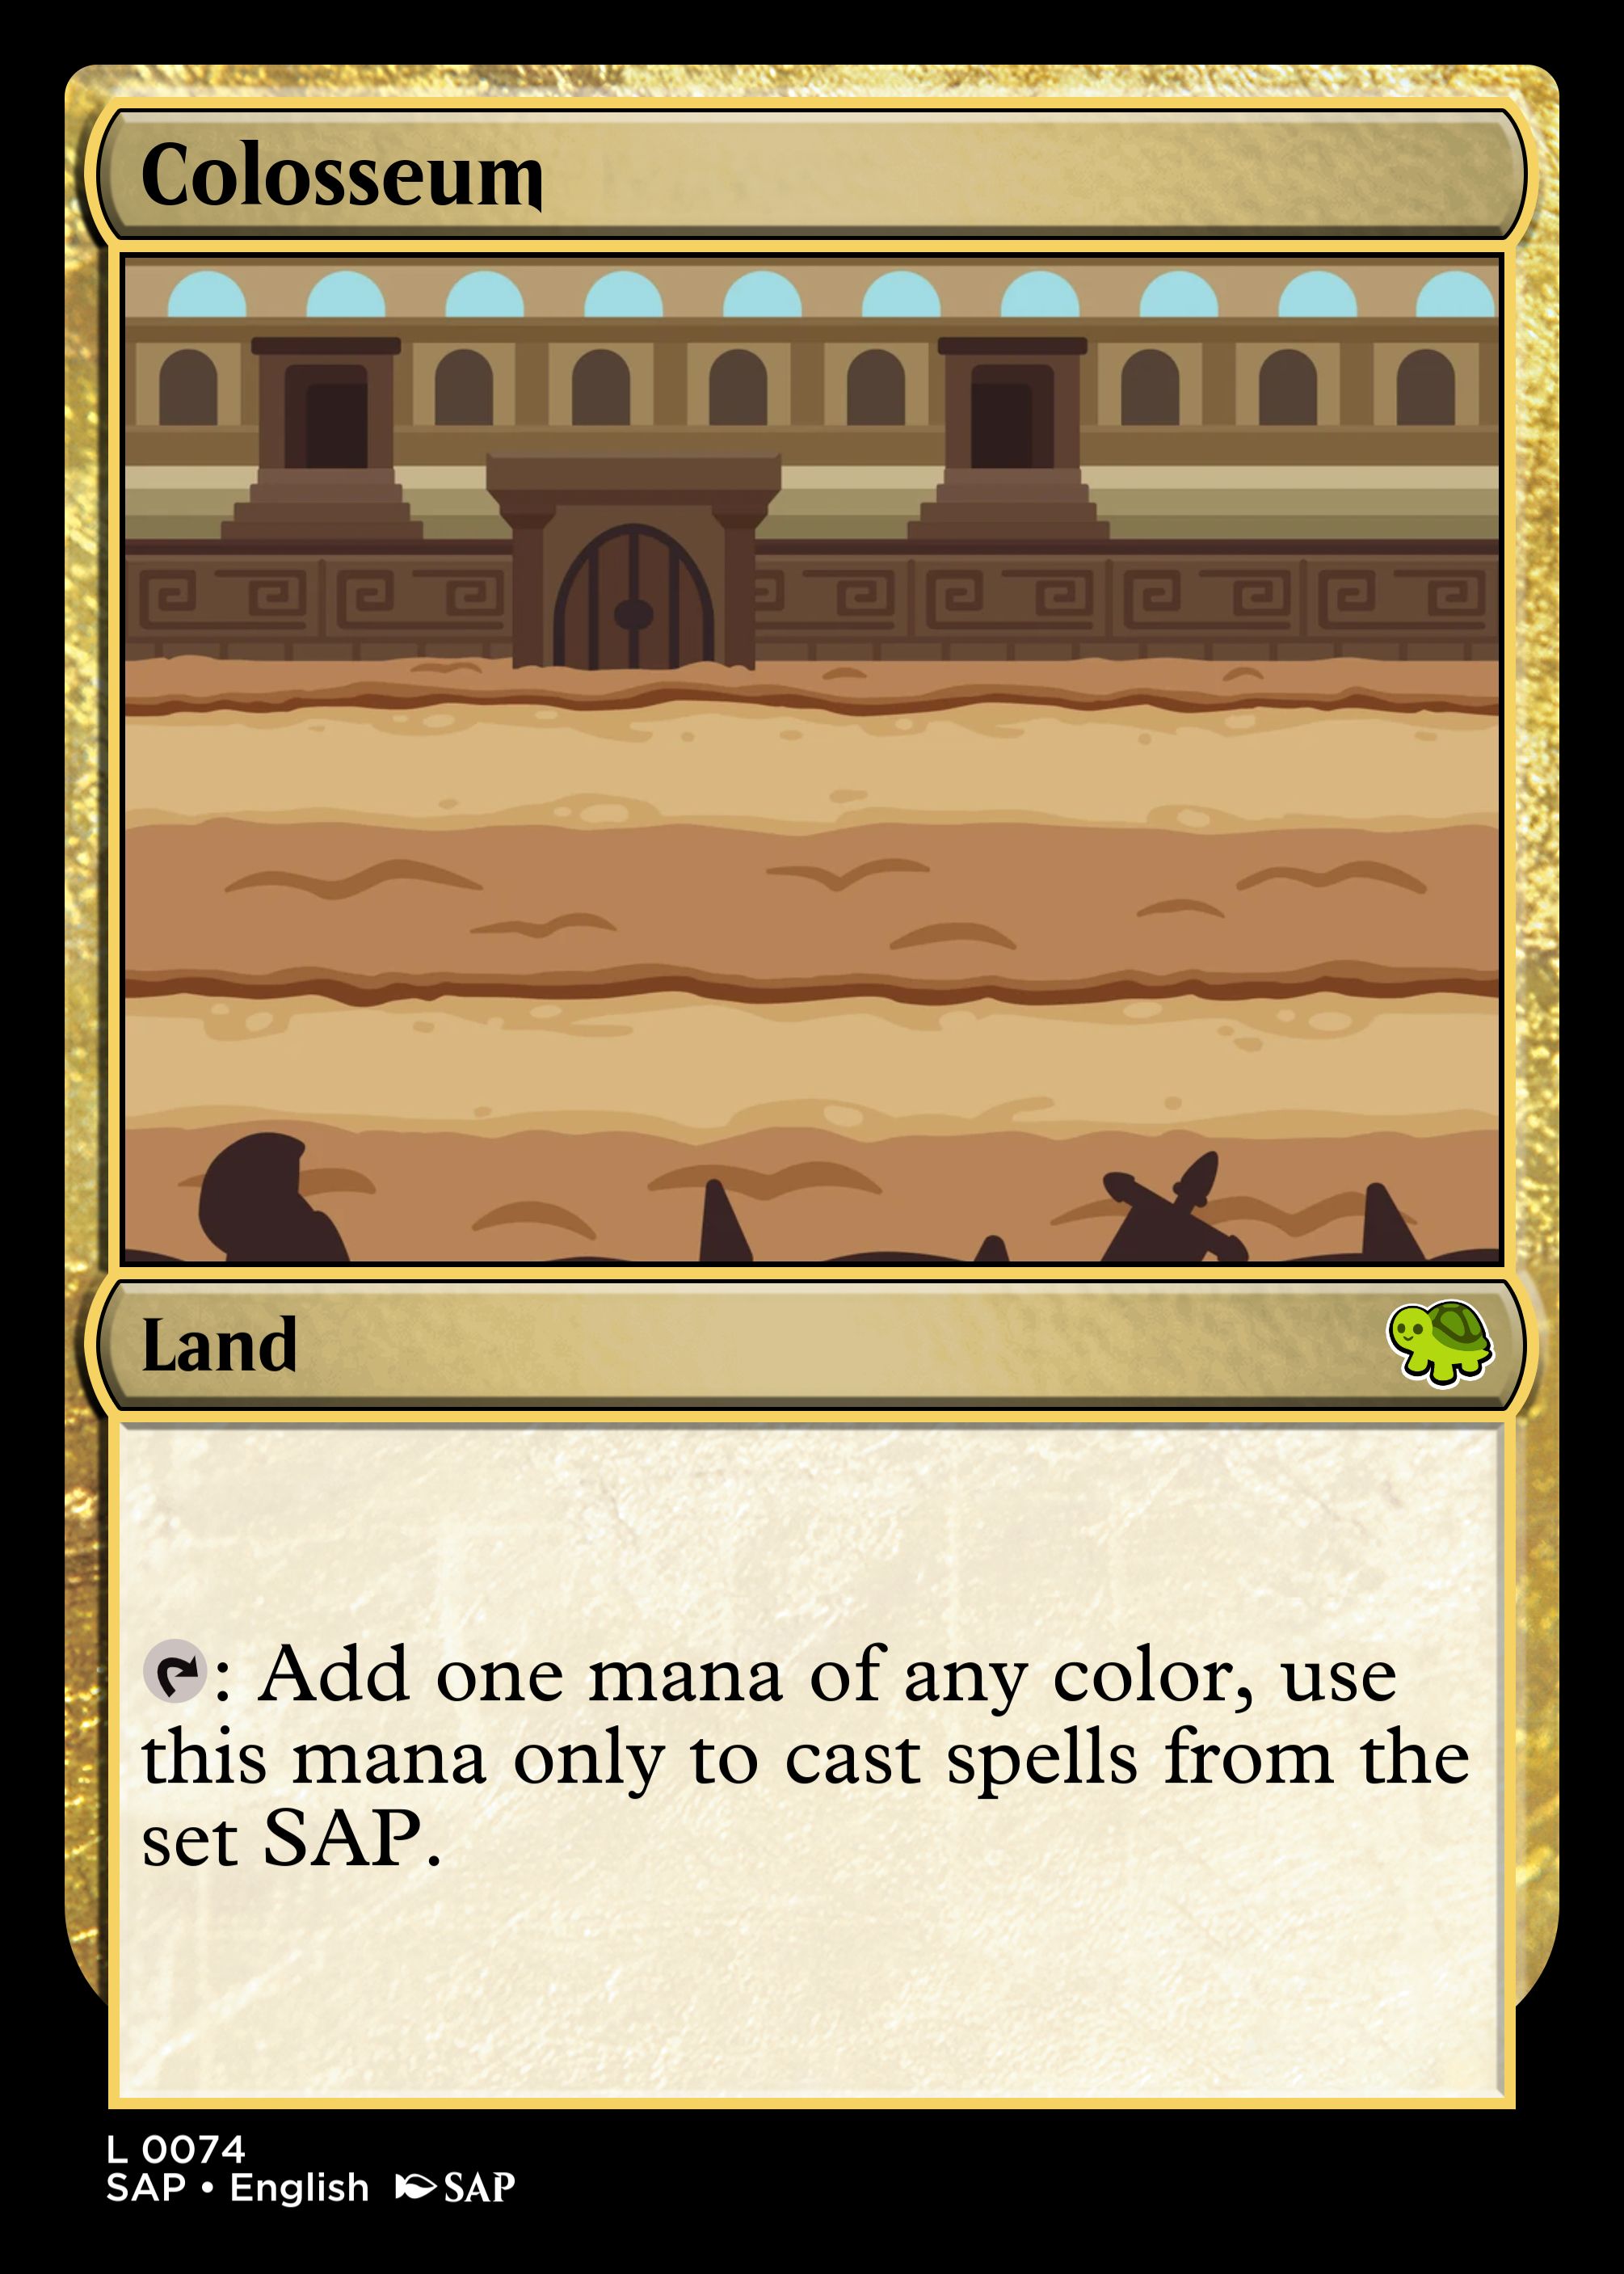 Colosseum
Land
: Add one mana of any color, use
this mana only to cast spells from the
set SAP.
L 0074
SAP • English SAP